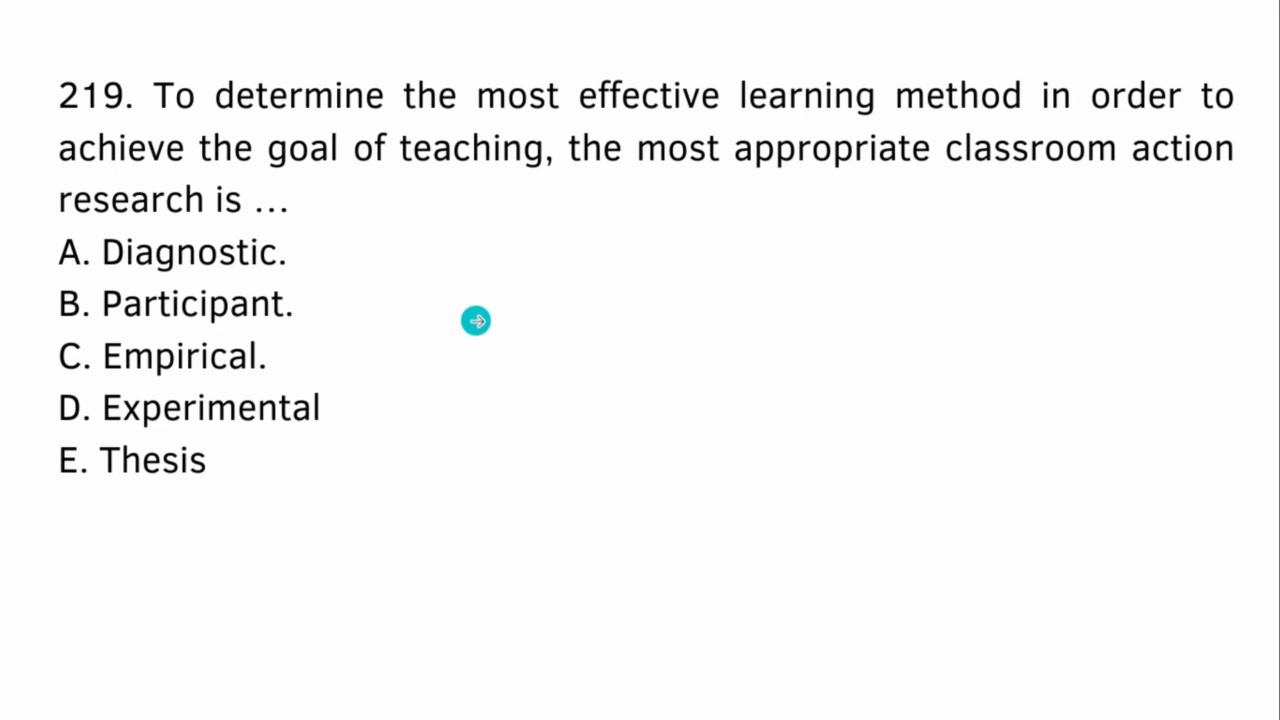 219. To determine the most effective learning method in order to
achieve the goal of teaching, the most appropriate classroom action
research is ...
A. Diagnostic.
B. Participant.
C. Empirical.
D. Experimental
E. Thesis